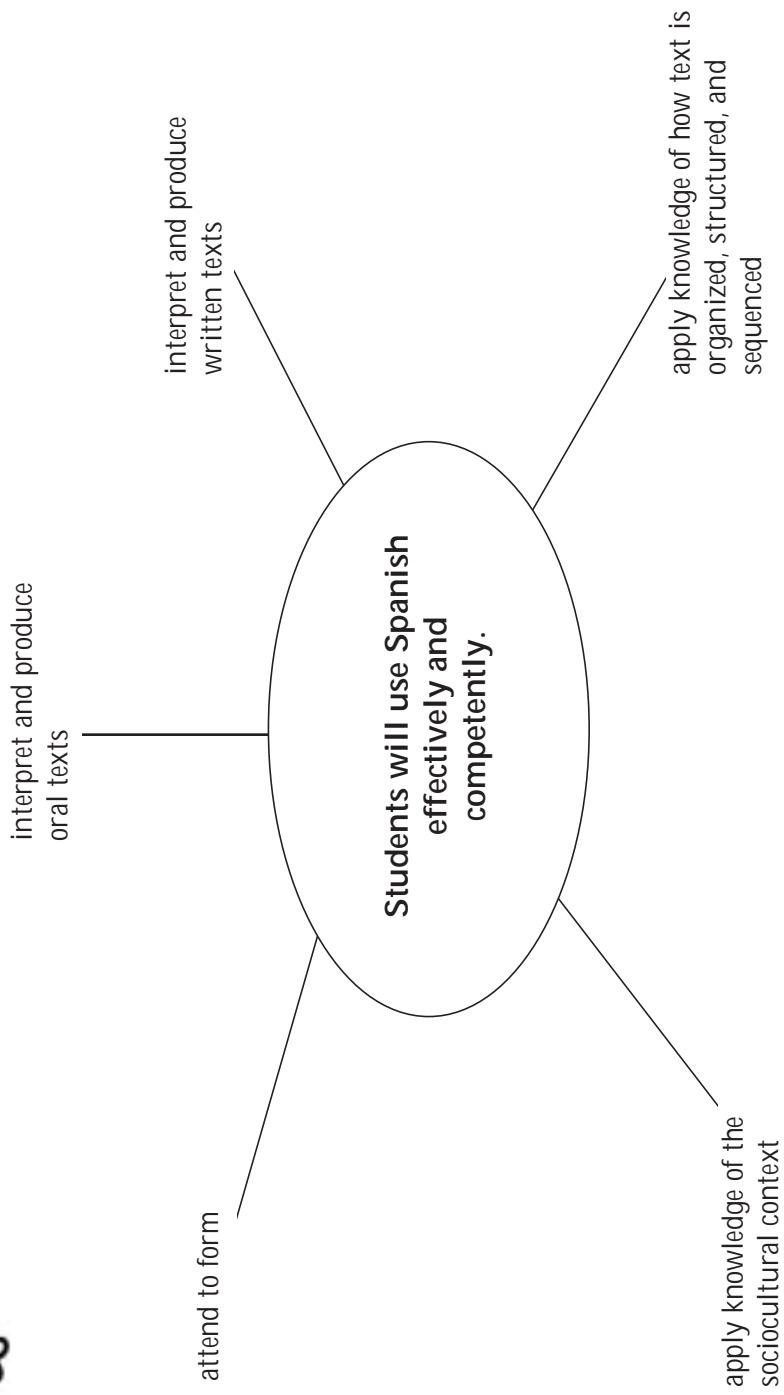 interpret and produce
oral texts
attend to form
interpret and produce
written texts
Students will use Spanish
effectively and
competently.
apply knowledge of the
sociocultural context
apply knowledge of how text is
organized, structured, and
sequenced